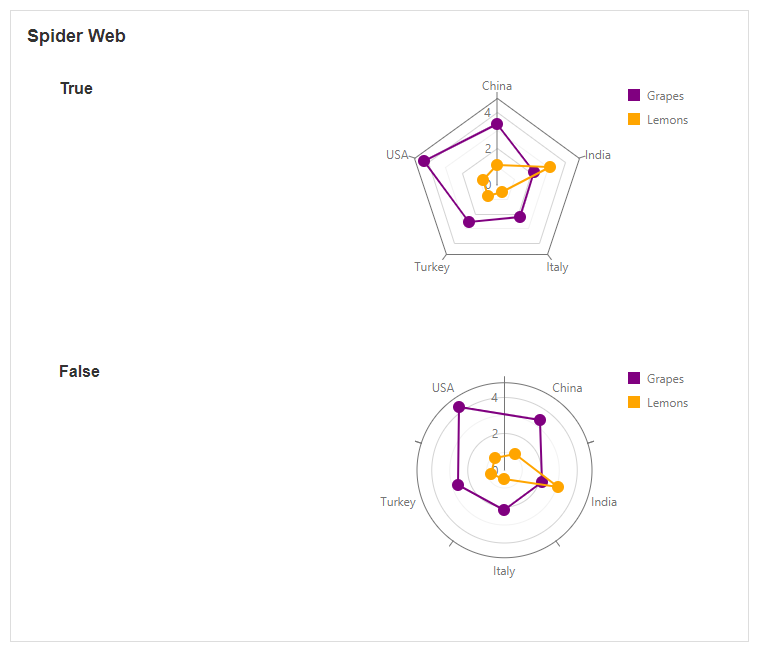 Spider Web
True
China
Grapes
4
Lemons
2
USA
India
0
Turkey
Italy
False
Grapes
USA
China
4
Lemons
2
0
Turkey
India
Italy